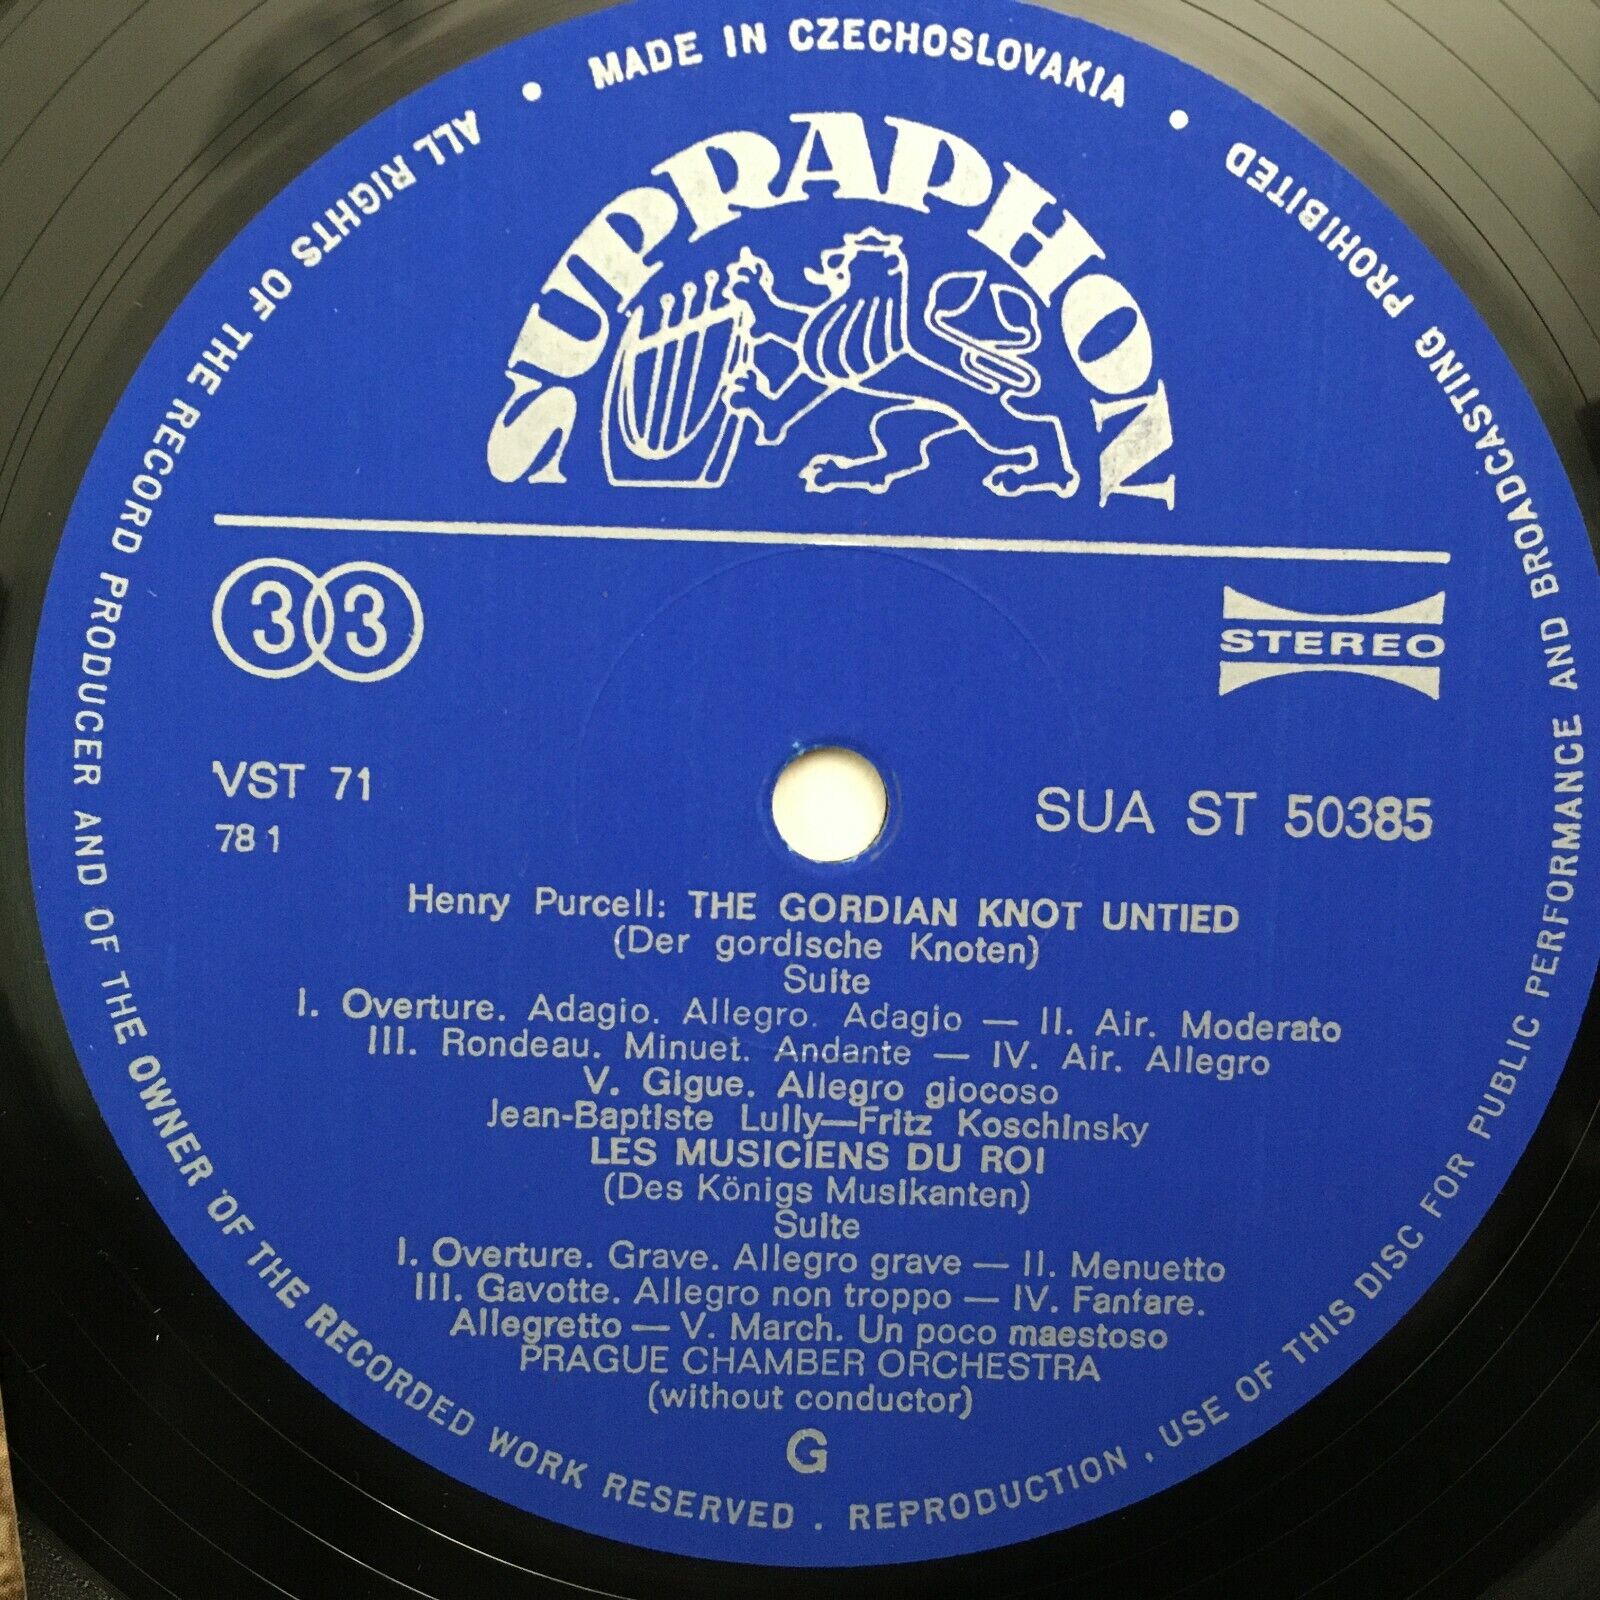 MADE IN CZECHOSLOVAKIA
SUPRAPHON
33
STEREO
VST 71
78 1
SUA ST 50385
Henry Purcell: THE GORDIAN KNOT UNTIED
(Der gordische Knoten)
Suite
I. Overture. Adagio. Allegro. Adagio — II. Air. Moderato
III. Rondeau. Minuet. Andante — IV. Air. Allegro
V. Gigue. Allegro giocoso
Jean-Baptiste Lully—Fritz Koschinsky
LES MUSICIENS DU ROI
(Des Königs Musikanten)
Suite
I. Overture. Grave. Allegro grave — II. Menuetto
III. Gavotte. Allegro non troppo — IV. Fanfare.
Allegretto — V. March. Un poco maestoso
PRAGUE CHAMBER ORCHESTRA
(without conductor)
G
ALL RIGHTS OF THE RECORD PRODUCER AND OF THE OWNER OF THE RECORDED WORK RESERVED . REPRODUCTION , USE OF THIS DISC FOR PUBLIC PERFORMANCE AND BROADCASTING PROHIBITED